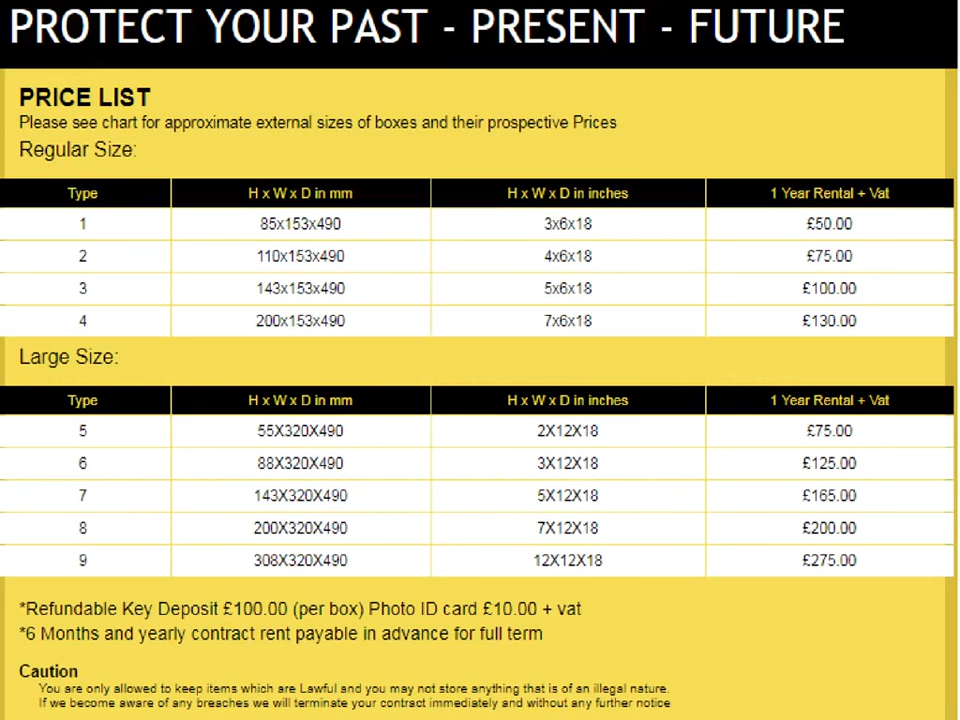 PROTECT YOUR PAST - PRESENT - FUTURE
PRICE LIST
Please see chart for approximate external sizes of boxes and their prospective Prices
Regular Size:
Type H x W x D in mm H x W x D in inches 1 Year Rental + Vat
1 85x153x490 3x6x18 £50.00
2 110x153x490 4x6x18 £75.00
3 143x153x490 5x6x18 £100.00
4 200x153x490 7x6x18 £130.00
Large Size:
Type H x W x D in mm H x W x D in inches 1 Year Rental + Vat
5 55X320X490 2X12X18 £75.00
6 88X320X490 3X12X18 £125.00
7 143X320X490 5X12X18 £165.00
8 200X320X490 7X12X18 £200.00
9 308X320X490 12X12X18 £275.00
*Refundable Key Deposit £100.00 (per box) Photo ID card £10.00 + vat
*6 Months and yearly contract rent payable in advance for full term
Caution
You are only allowed to keep items which are Lawful and you may not store anything that is of an illegal nature.
If we become aware of any breaches we will terminate your contract immediately and without any further notice